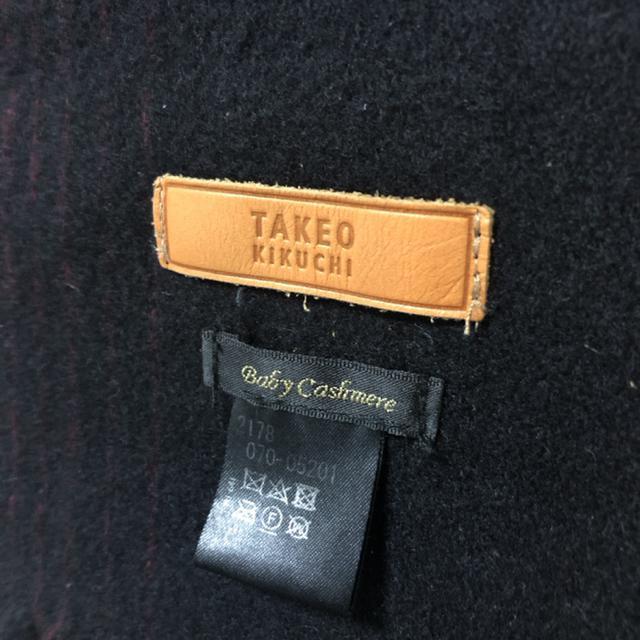 TAKEO
KIKUCHI
Baby Cashmere
2178
070-05201
F
W